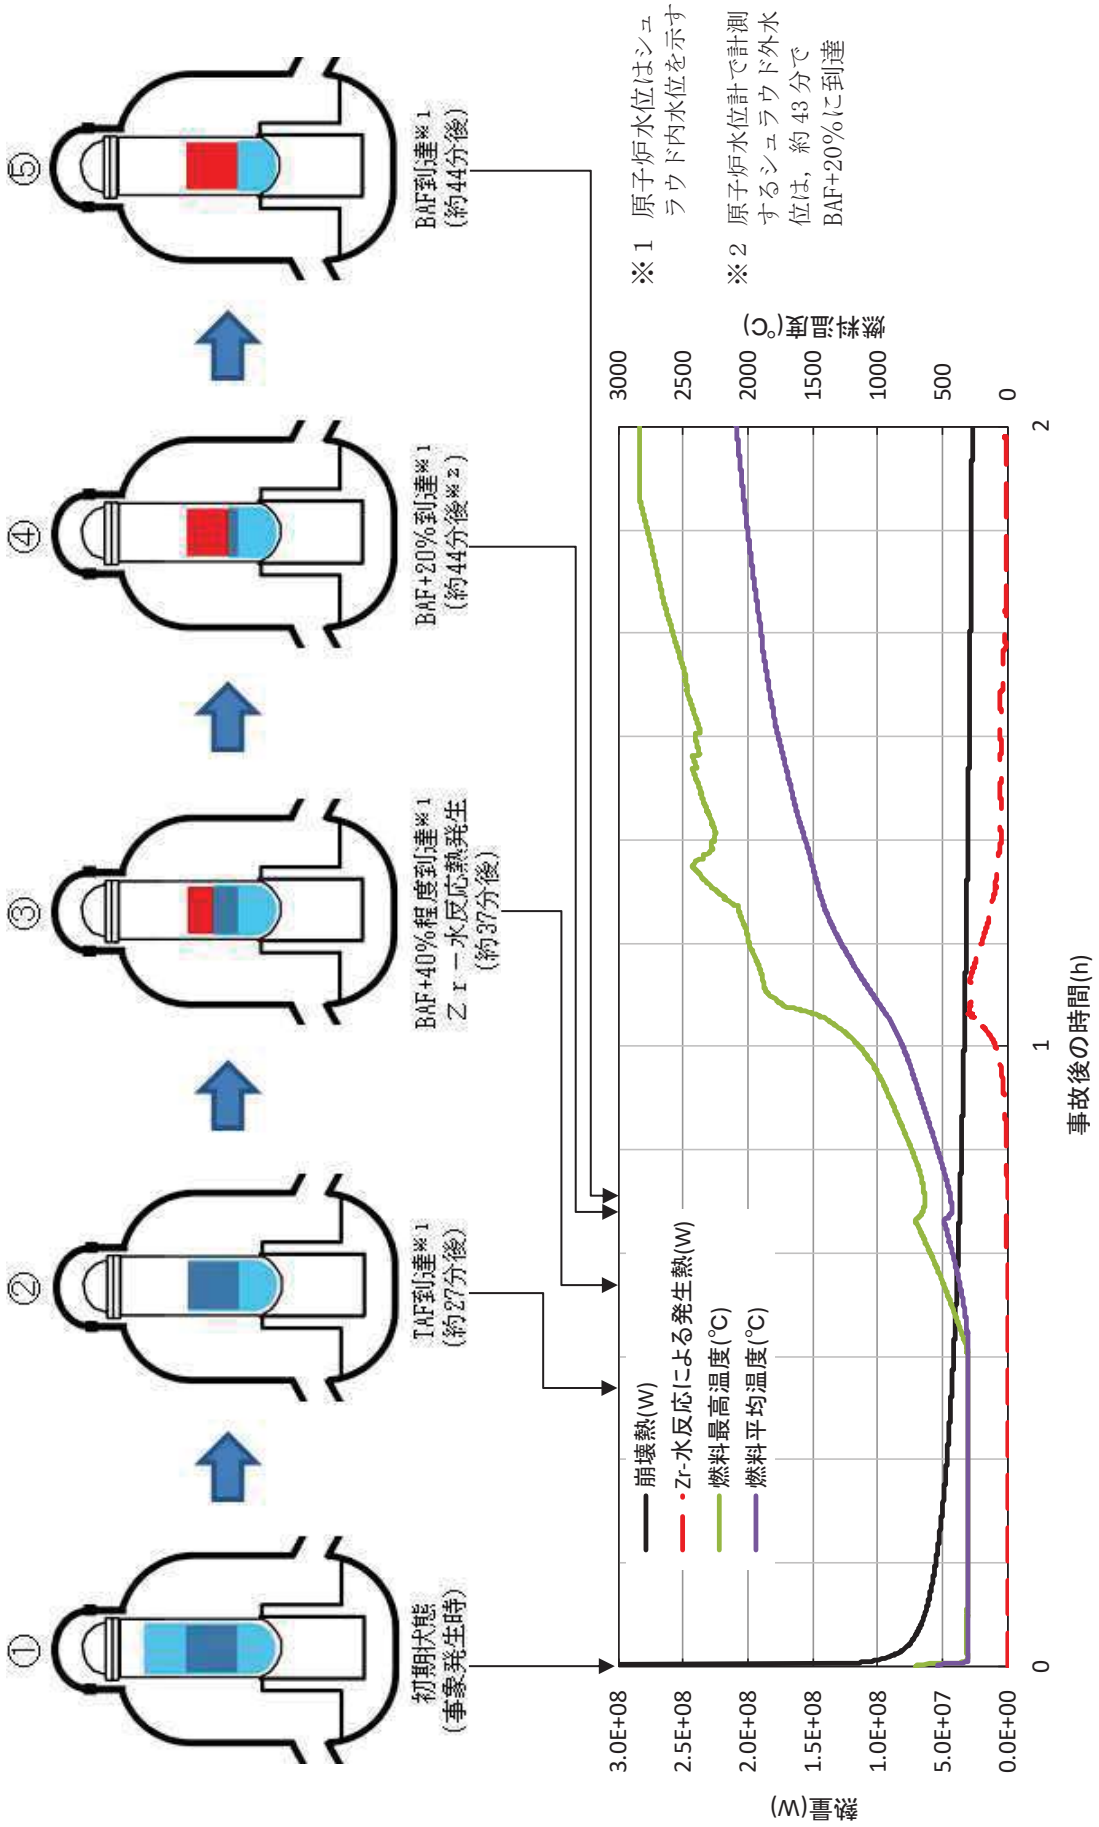 ①
②
③
④
⑤
初期状態
(事象発生時)
TAF到達※1
(約27分後)
BAF+40%程度到達※1
Zr-水反応熱発生
(約37分後)
BAF+20%到達※1
(約44分後※2)
BAF到達※1
(約44分後)
熱量(W)
3.0E+08
2.5E+08
2.0E+08
1.5E+08
1.0E+08
5.0E+07
0.0E+00
崩壊熱(W)
Zr-水反応による発生熱(W)
燃料最高温度(℃)
燃料平均温度(℃)
0
1
2
事故後の時間(h)
3000
2500
2000
1500
1000
500
0
燃料温度(℃)
※1 原子炉水位はシュ
ラウド内水位を示す
※2 原子炉水位計で計測
するシュラウド外水
位は，約43分で
BAF+20%に到達